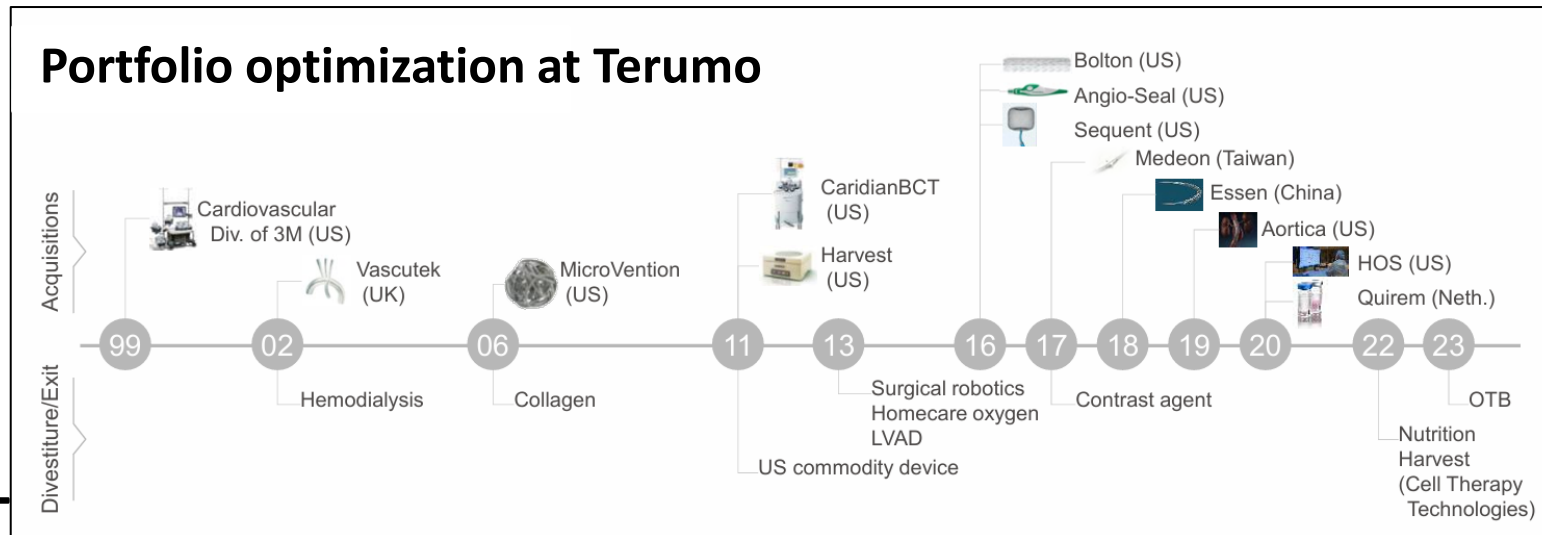 Portfolio optimization at Terumo
Acquisitions
Cardiovascular
Div. of 3M (US)
Vascutek
(UK)
MicroVention
(US)
CaridianBCT
(US)
Harvest
(US)
Bolton (US)
Angio-Seal (US)
Sequent (US)
Medeon (Taiwan)
Essen (China)
Aortica (US)
HOS (US)
Quirem (Neth.)
99 02 06 11 13 16 17 18 19 20 22 23
Divestiture/Exit
Hemodialysis
Collagen
US commodity device
Surgical robotics
Homecare oxygen
LVAD
Contrast agent
Nutrition
Harvest
(Cell Therapy
Technologies)
OTB